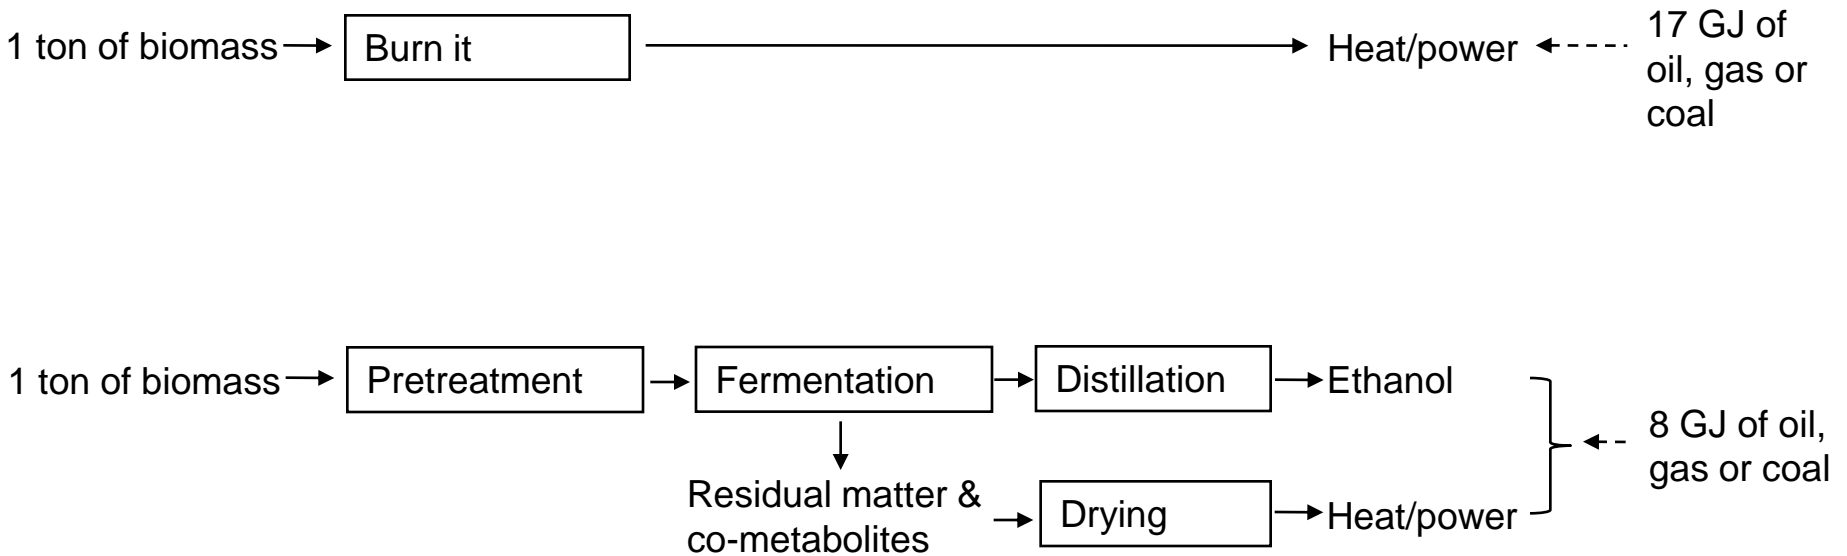 1 ton of biomass
Burn it
Heat/power
17 GJ of
oil, gas or
coal
1 ton of biomass
Pretreatment
Fermentation
Distillation
Ethanol
8 GJ of oil,
gas or coal
Residual matter &
co-metabolites
Drying
Heat/power